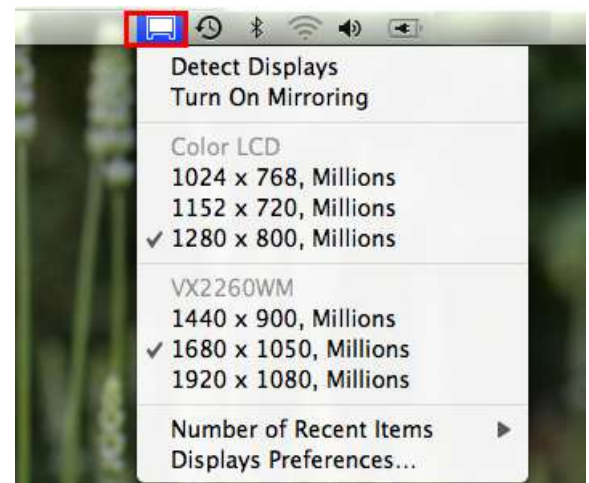 Detect Displays
Turn On Mirroring
Color LCD
1024 x 768, Millions
1152 x 720, Millions
1280 x 800, Millions
VX2260WM
1440 x 900, Millions
1680 x 1050, Millions
1920 x 1080, Millions
Number of Recent Items
Displays Preferences...